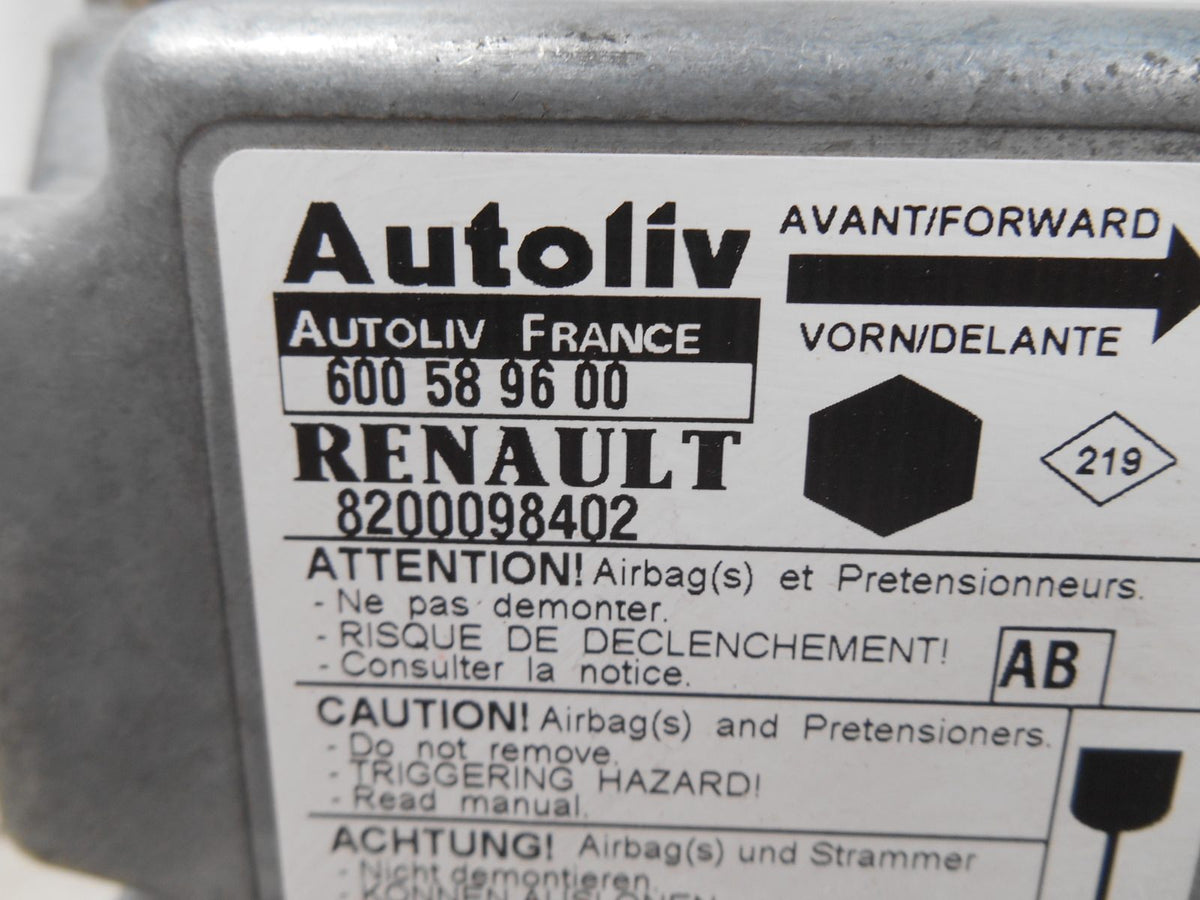 Autoliv
AVANT/FORWARD
AUTOLIV FRANCE
VORN/DELANTE
600 58 96 00
RENAULT
219
8200098402
ATTENTION! Airbag(s) et Pretensionneurs.
- Ne pas demonter.
- RISQUE DE DECLENCHEMENT!
- Consulter la notice.
AB
CAUTION! Airbag(s) and Pretensioners.
- Do not remove.
- TRIGGERING HAZARD!
- Read manual.
ACHTUNG! Airbag(s) und Strammer
- Nicht demontieren.
- KONNEN AUSLOSEN